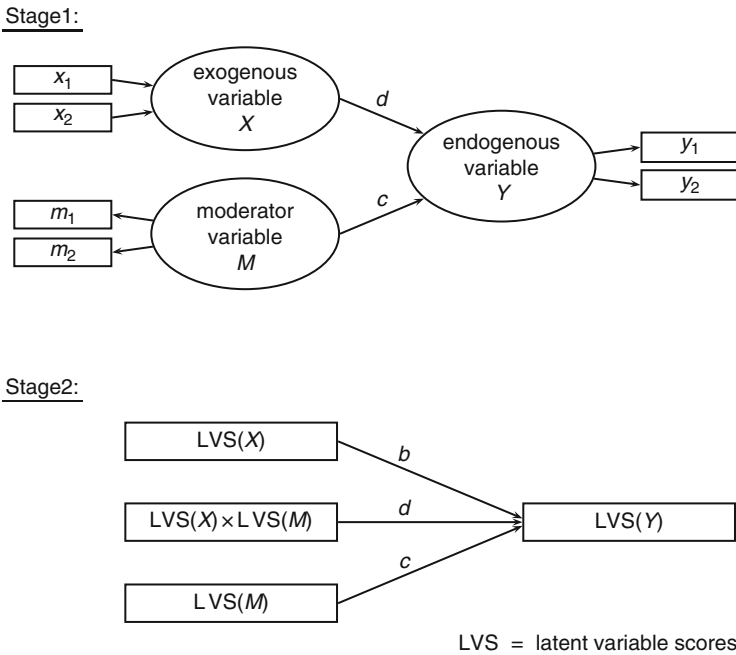 Stage1:
x1
x2
exogenous
variable
X
d
m1
m2
moderator
variable
M
c
endogenous
variable
Y
y1
y2
Stage2:
LVS(X)
b
LVS(X)×LVS(M)
d
LVS(Y)
c
LVS(M)
LVS = latent variable scores